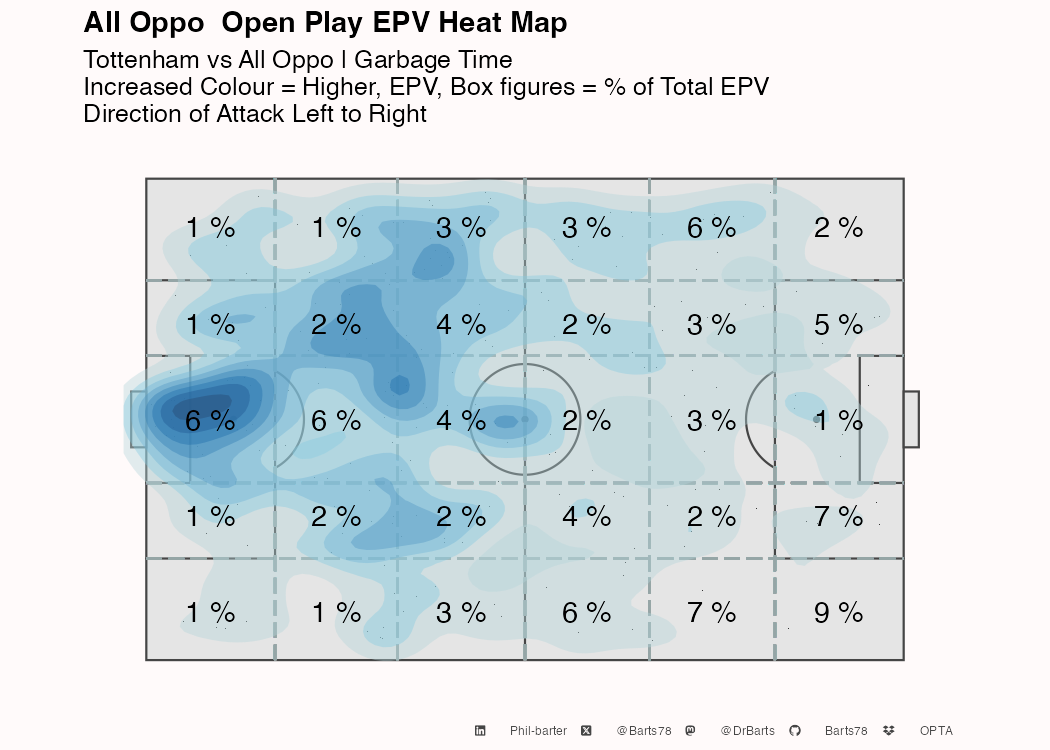 All Oppo  Open Play EPV Heat Map
Tottenham vs All Oppo | Garbage Time
Increased Colour = Higher, EPV, Box figures = % of Total EPV
Direction of Attack Left to Right
1 % 1 % 3 % 3 % 6 % 2 %
1 % 2 % 4 % 2 % 3 % 5 %
6 % 6 % 4 % 2 % 3 % 1 %
1 % 2 % 2 % 4 % 2 % 7 %
1 % 1 % 3 % 6 % 7 % 9 %
Phil-barter @Barts78 @DrBarts Barts78 OPTA